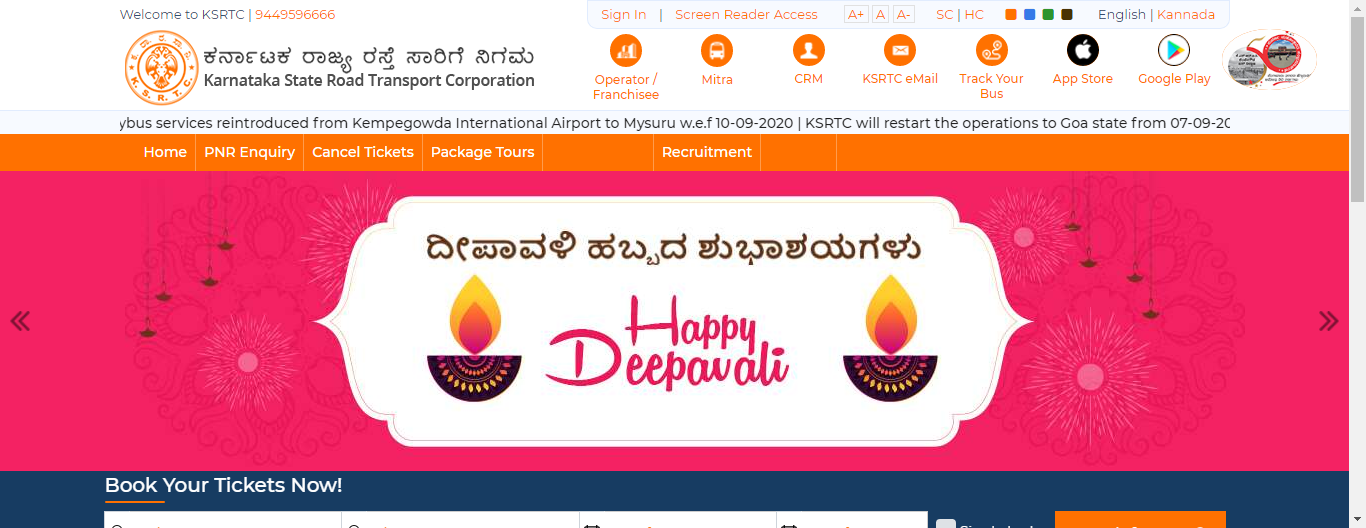 Welcome to KSRTC | 9449596666
Sign In | Screen Reader Access A+ A A- SC | HC English | Kannada
ಕರ್ನಾಟಕ ರಾಜ್ಯ ರಸ್ತೆ ಸಾರಿಗೆ ನಿಗಮ
Karnataka State Road Transport Corporation
K. S. R. T. C.
Operator / Franchisee
Mitra
CRM
KSRTC eMail
Track Your Bus
App Store
Google Play
ybus services reintroduced from Kempegowda International Airport to Mysuru w.e.f 10-09-2020 | KSRTC will restart the operations to Goa state from 07-09-20
Home PNR Enquiry Cancel Tickets Package Tours Recruitment
ದೀಪಾವಳಿ ಹಬ್ಬದ ಶುಭಾಶಯಗಳು
Happy
Deepavali
Book Your Tickets Now!